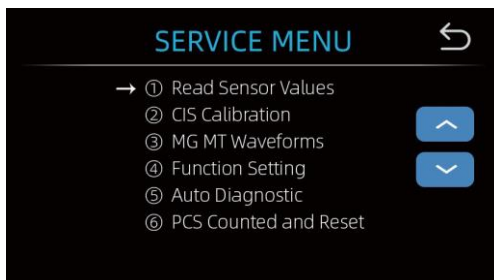 SERVICE MENU
→ ① Read Sensor Values
② CIS Calibration
③ MG MT Waveforms
④ Function Setting
⑤ Auto Diagnostic
⑥ PCS Counted and Reset